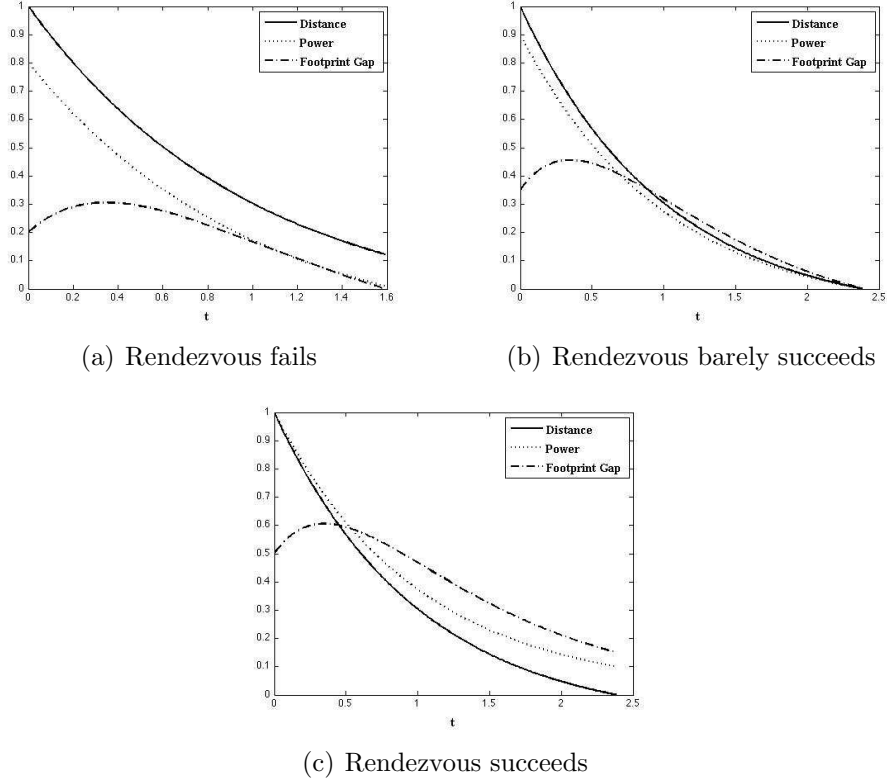 1
0.9
0.8
0.7
0.6
0.5
0.4
0.3
0.2
0.1
0
0 0.2 0.4 0.6 0.8 1 1.2 1.4 1.6
t
Distance
Power
Footprint Gap
(a) Rendezvous fails
1
0.9
0.8
0.7
0.6
0.5
0.4
0.3
0.2
0.1
0
0 0.5 1 1.5 2 2.5
t
Distance
Power
Footprint Gap
(b) Rendezvous barely succeeds
1
0.9
0.8
0.7
0.6
0.5
0.4
0.3
0.2
0.1
0
0 0.5 1 1.5 2 2.5
t
Distance
Power
Footprint Gap
(c) Rendezvous succeeds